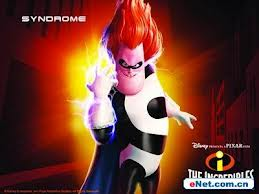 SYNDROME
Disney PRESENTS A PIXAR FILM
i
THE INCREDIBLES
eNet.com.cn